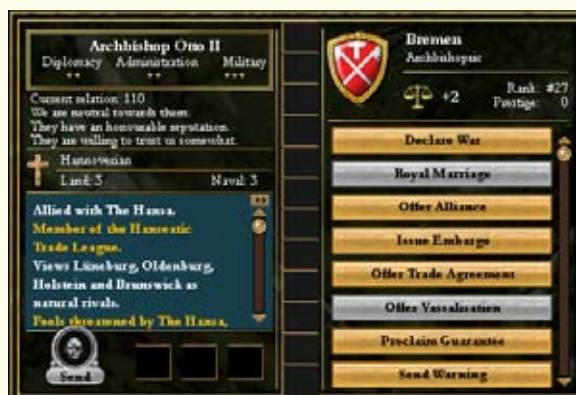 Archbishop Otto II
Diplomacy Administration Military
Current relation: 110
We are neutral towards them.
They have an honourable reputation.
They are willing to trust us somewhat.
Hannoverian
Land: 3 Naval: 3
Allied with The Hansa.
Member of the Hanseatic
Trade League.
Views Lüneburg, Oldenburg,
Holstein and Brunswick as
natural rivals.
Feels threatened by The Hansa,
Send
Bremen
Archbishopric
+2
Rank: #27
Prestige: 0
Declare War
Royal Marriage
Offer Alliance
Issue Embargo
Offer Trade Agreement
Offer Vassalisation
Proclaim Guarantee
Send Warning